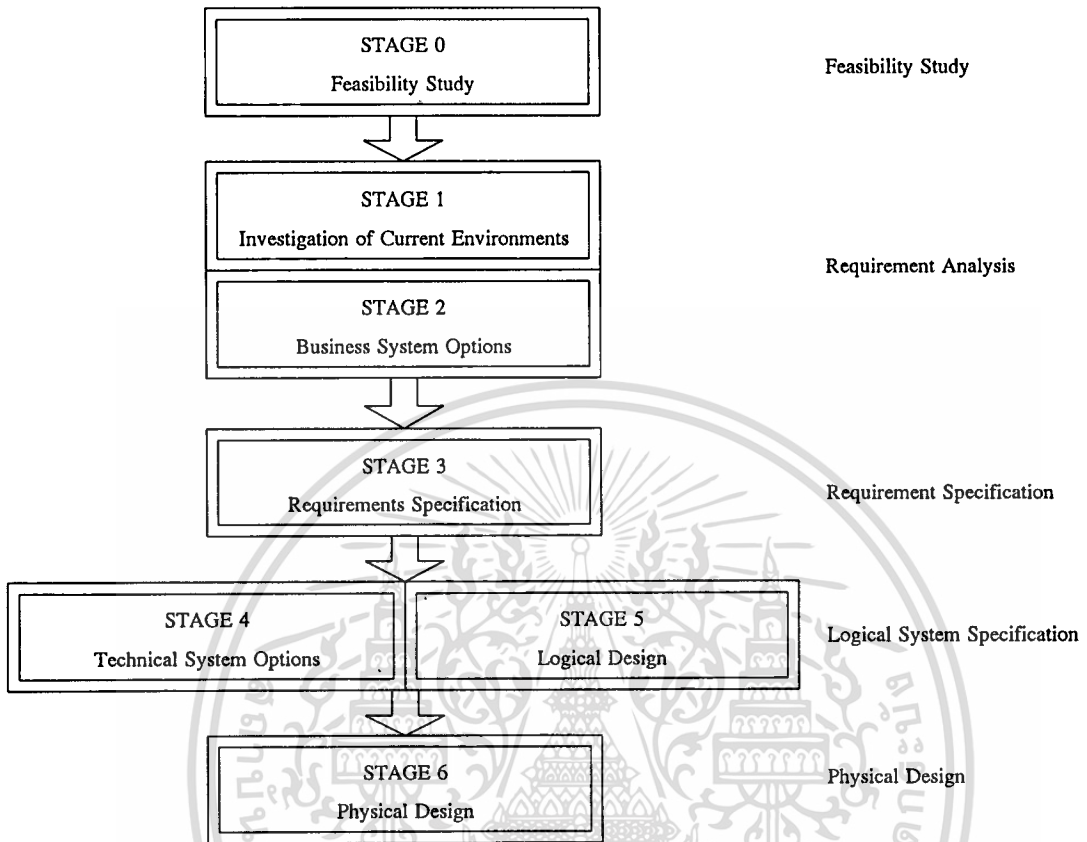 STAGE 0
Feasibility Study
Feasibility Study
STAGE 1
Investigation of Current Environments
Requirement Analysis
STAGE 2
Business System Options
STAGE 3
Requirements Specification
Requirement Specification
STAGE 4
Technical System Options
STAGE 5
Logical Design
Logical System Specification
STAGE 6
Physical Design
Physical Design